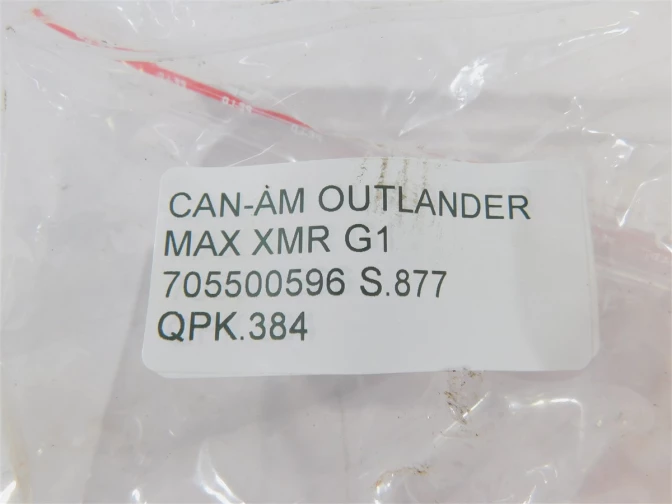 CAN-AM OUTLANDER
MAX XMR G1
705500596 S.877
QPK.384